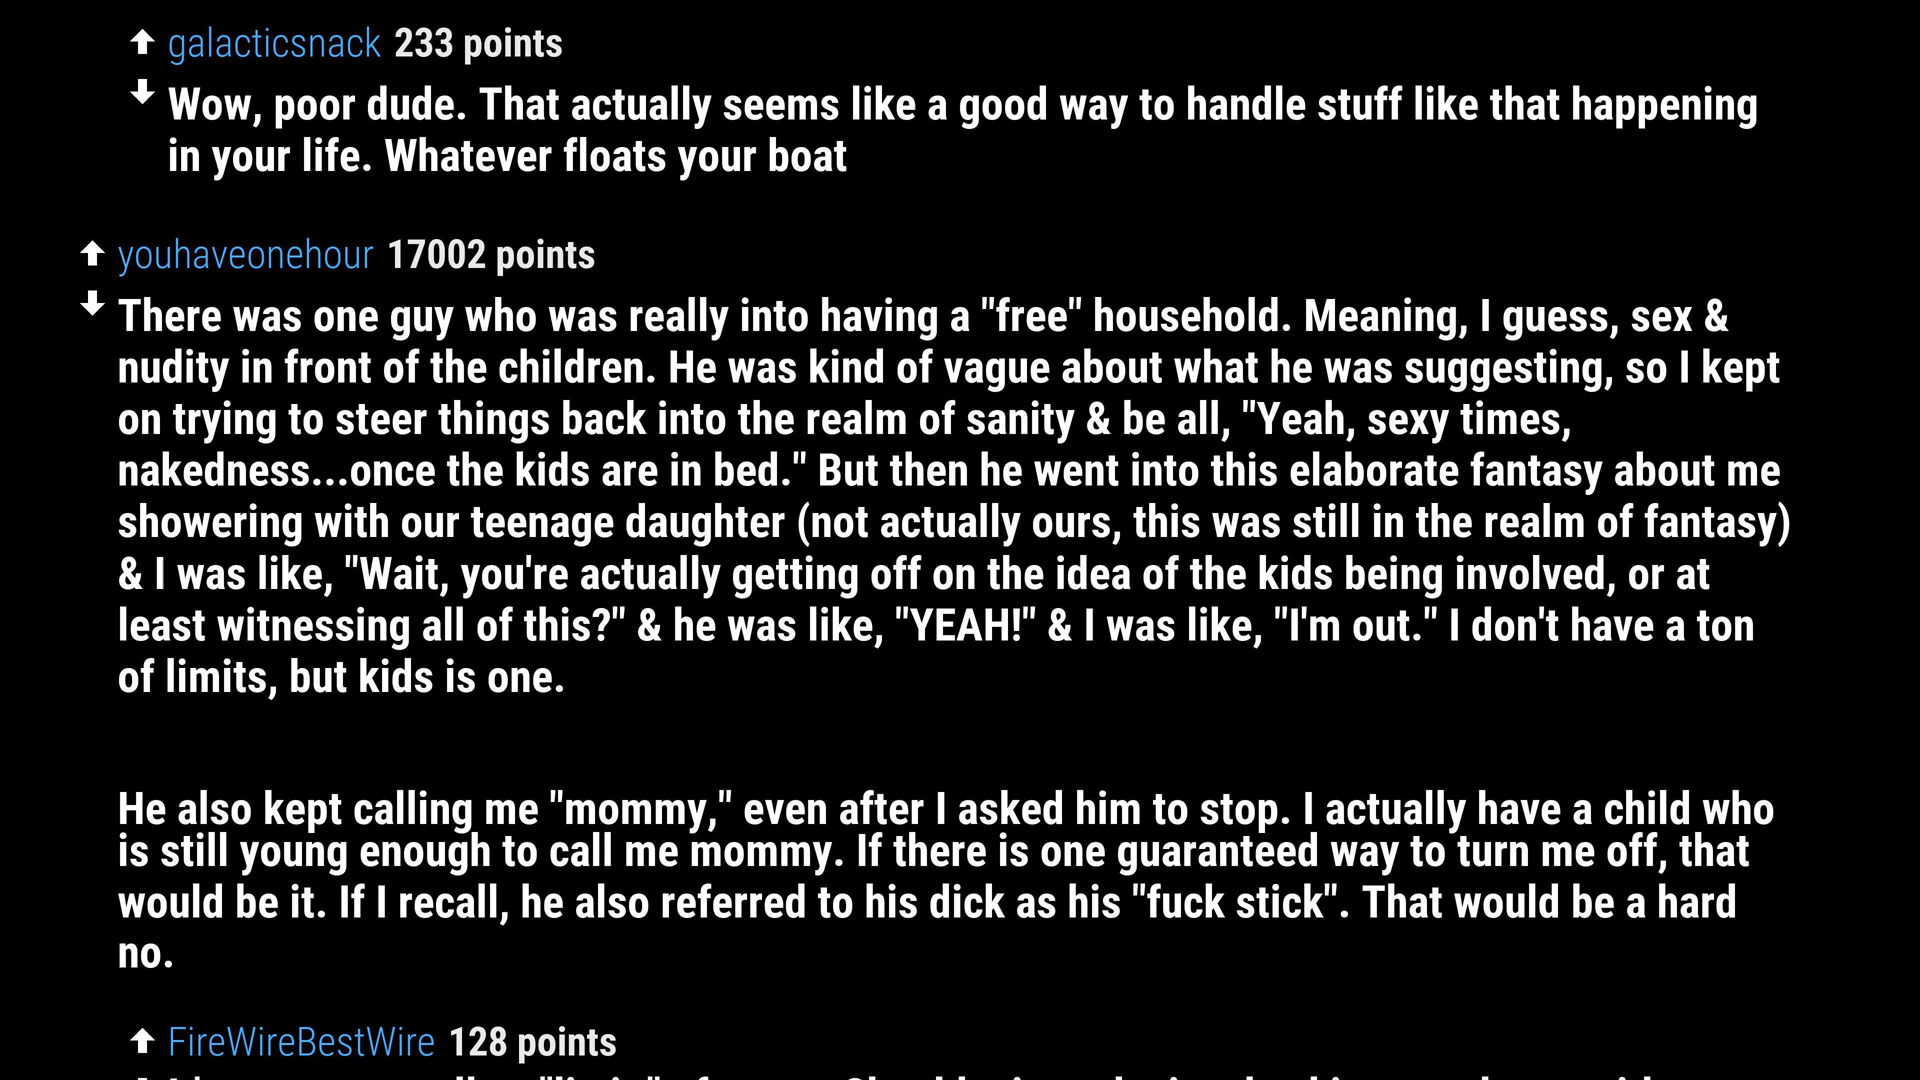 galacticsnack 233 points
Wow, poor dude. That actually seems like a good way to handle stuff like that happening
in your life. Whatever floats your boat
youhaveonehour 17002 points
There was one guy who was really into having a "free" household. Meaning, I guess, sex &
nudity in front of the children. He was kind of vague about what he was suggesting, so I kept
on trying to steer things back into the realm of sanity & be all, "Yeah, sexy times,
nakedness...once the kids are in bed." But then he went into this elaborate fantasy about me
showering with our teenage daughter (not actually ours, this was still in the realm of fantasy)
& I was like, "Wait, you're actually getting off on the idea of the kids being involved, or at
least witnessing all of this?" & he was like, "YEAH!" & I was like, "I'm out." I don't have a ton
of limits, but kids is one.
He also kept calling me "mommy," even after I asked him to stop. I actually have a child who
is still young enough to call me mommy. If there is one guaranteed way to turn me off, that
would be it. If I recall, he also referred to his dick as his "fuck stick". That would be a hard
no.
FireWireBestWire 128 points